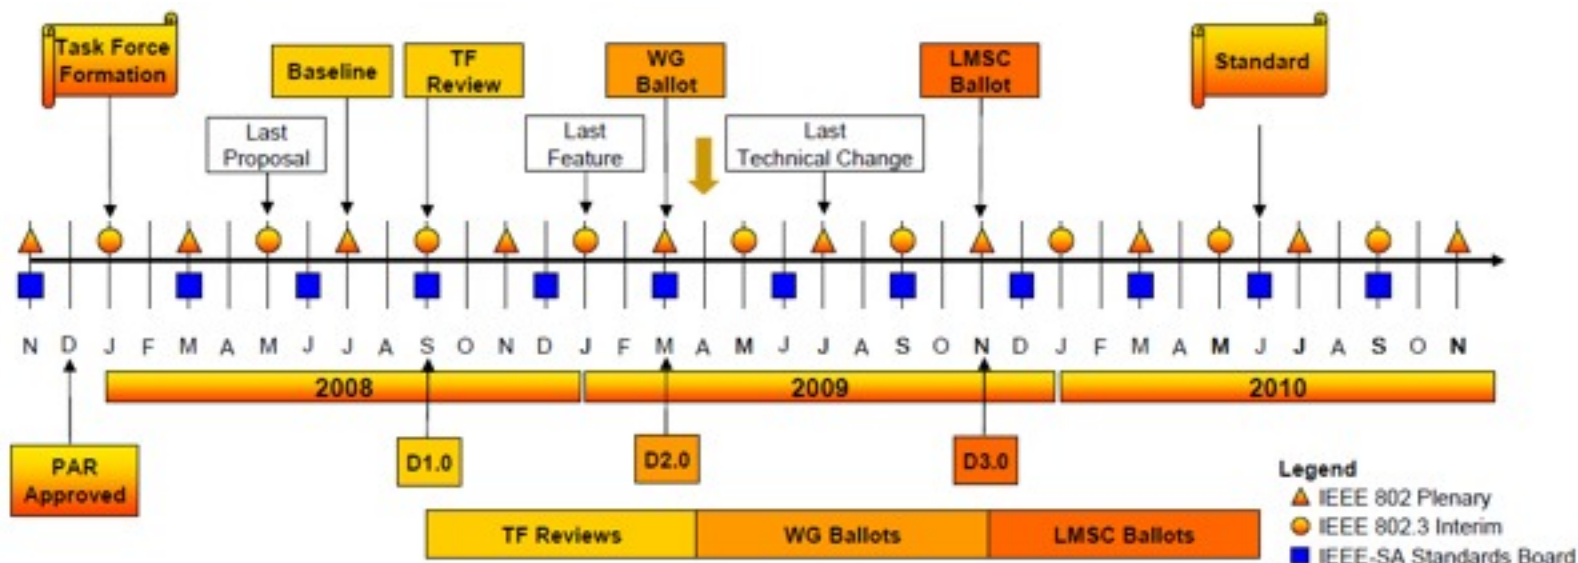 Task Force
Formation
Baseline
TF
Review
WG
Ballot
LMSC
Ballot
Standard
Last
Proposal
Last
Feature
Last
Technical Change
N D J F M A M J J A S O N D J F M A M J J A S O N D J F M A M J J A S O N
2008
2009
2010
PAR
Approved
D1.0
D2.0
D3.0
TF Reviews
WG Ballots
LMSC Ballots
Legend
IEEE 802 Plenary
IEEE 802.3 Interim
IEEE-SA Standards Board